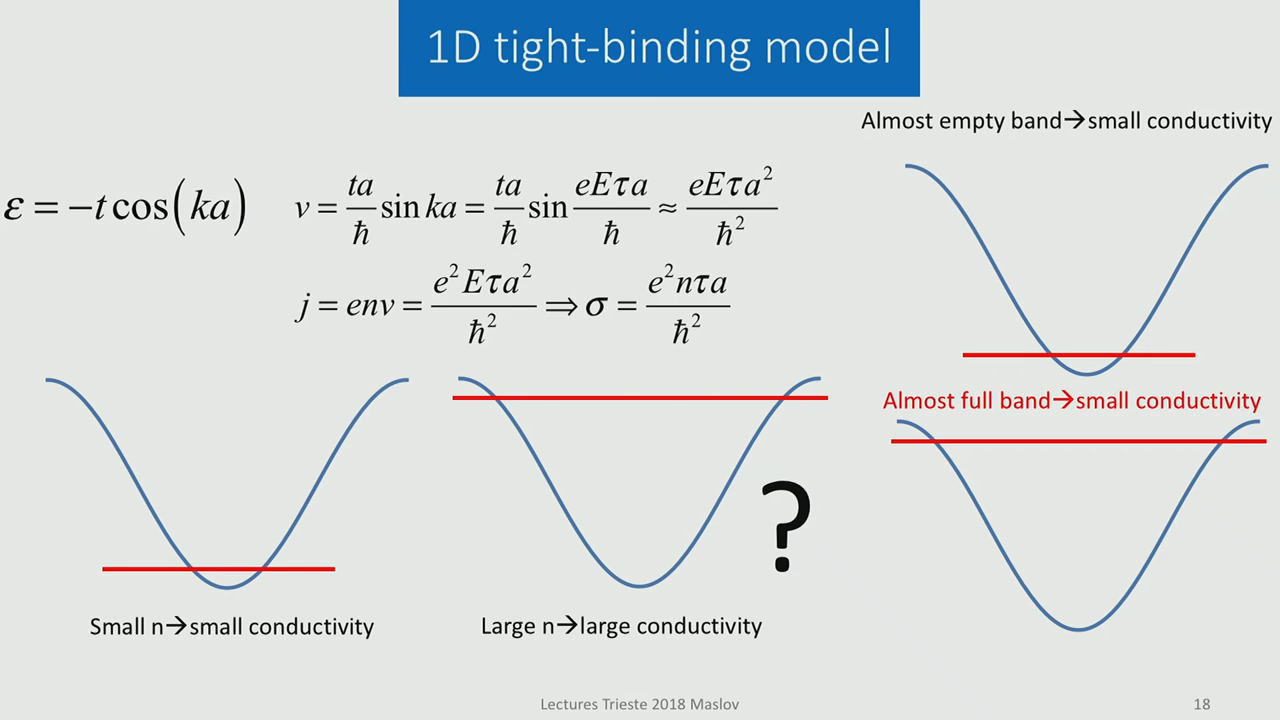 1D tight-binding model
Almost empty band→small conductivity
ε = −t cos(ka)
v = ta/ħ sin ka = ta/ħ sin eEτa/ħ ≈ eEτa²/ħ²
j = env = e²Eτa²/ħ² ⇒ σ = e²nτa/ħ²
Almost full band→small conductivity
?
Small n→small conductivity
Large n→large conductivity
Lectures Trieste 2018 Maslov
18